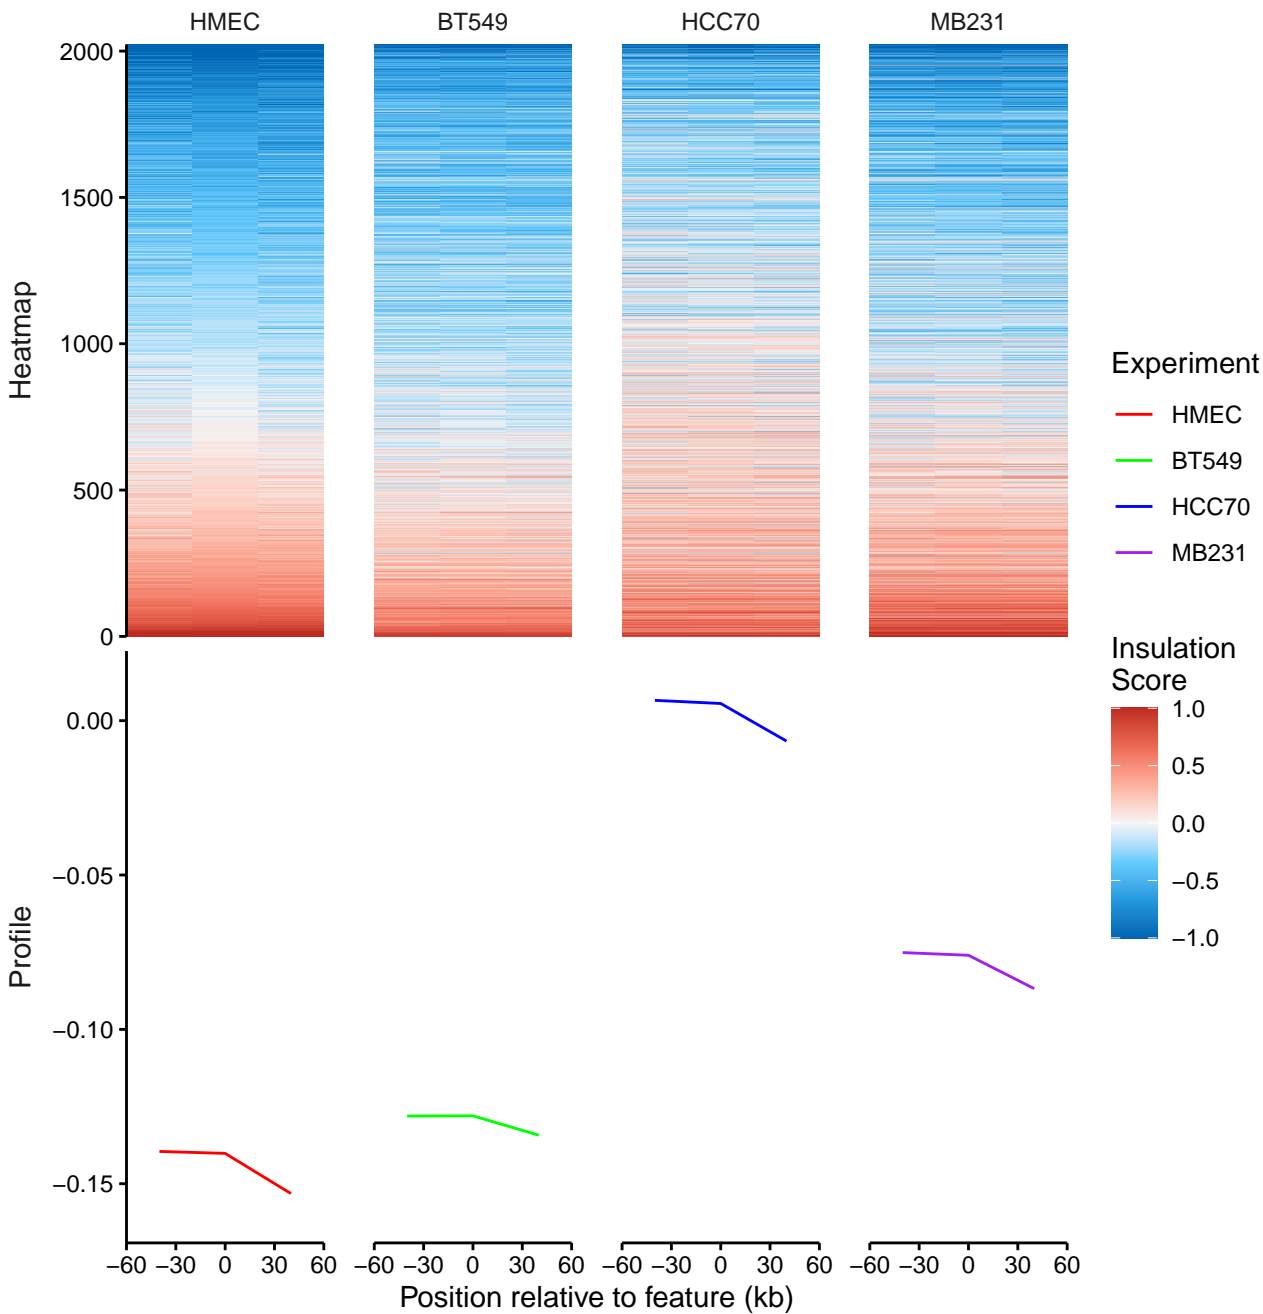 HMEC BT549 HCC70 MB231
Heatmap
2000
1500
1000
500
0
Profile
0.00
−0.05
−0.10
−0.15
−60 −30 0 30 60 −60 −30 0 30 60 −60 −30 0 30 60 −60 −30 0 30 60
Position relative to feature (kb)
Experiment
HMEC
BT549
HCC70
MB231
Insulation
Score
1.0
0.5
0.0
−0.5
−1.0